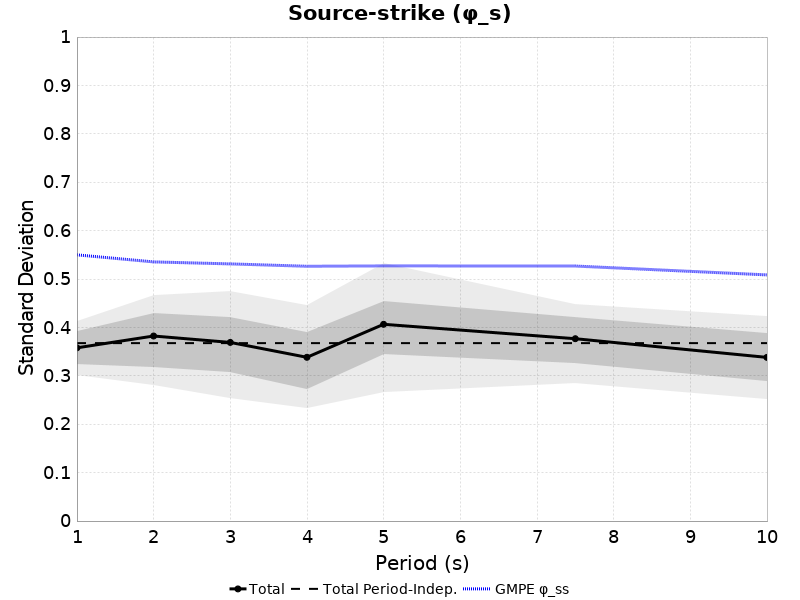 Source-strike (φ_s)
1
0.9
0.8
0.7
0.6
0.5
0.4
0.3
0.2
0.1
0
Standard Deviation
1 2 3 4 5 6 7 8 9 10
Period (s)
Total Total Period-Indep. GMPE φ_ss